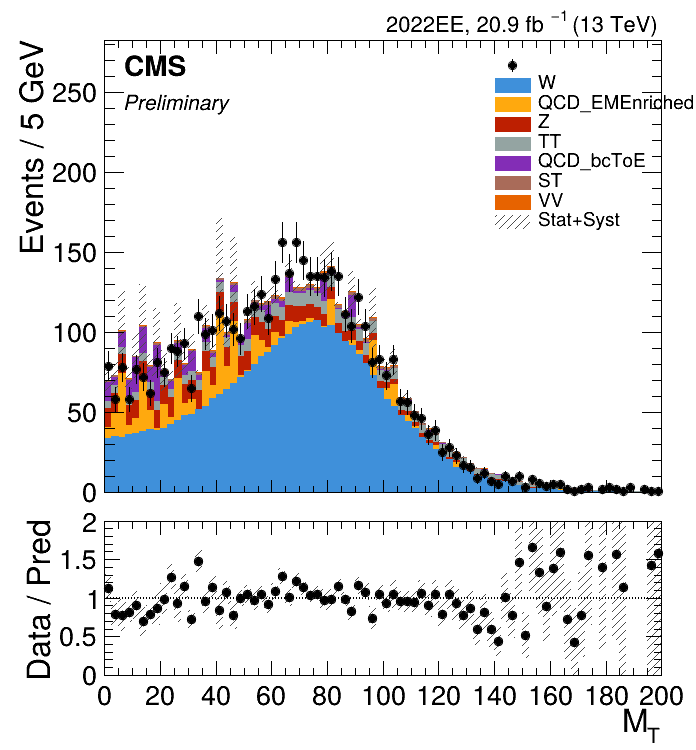 2022EE, 20.9 fb⁻¹ (13 TeV)
CMS
Preliminary
W
QCD_EMEnriched
Z
TT
QCD_bcToE
ST
VV
Stat+Syst
Events / 5 GeV
250
200
150
100
50
0
Data / Pred
2
1.5
1
0.5
0
0 20 40 60 80 100 120 140 160 180 200
M_T